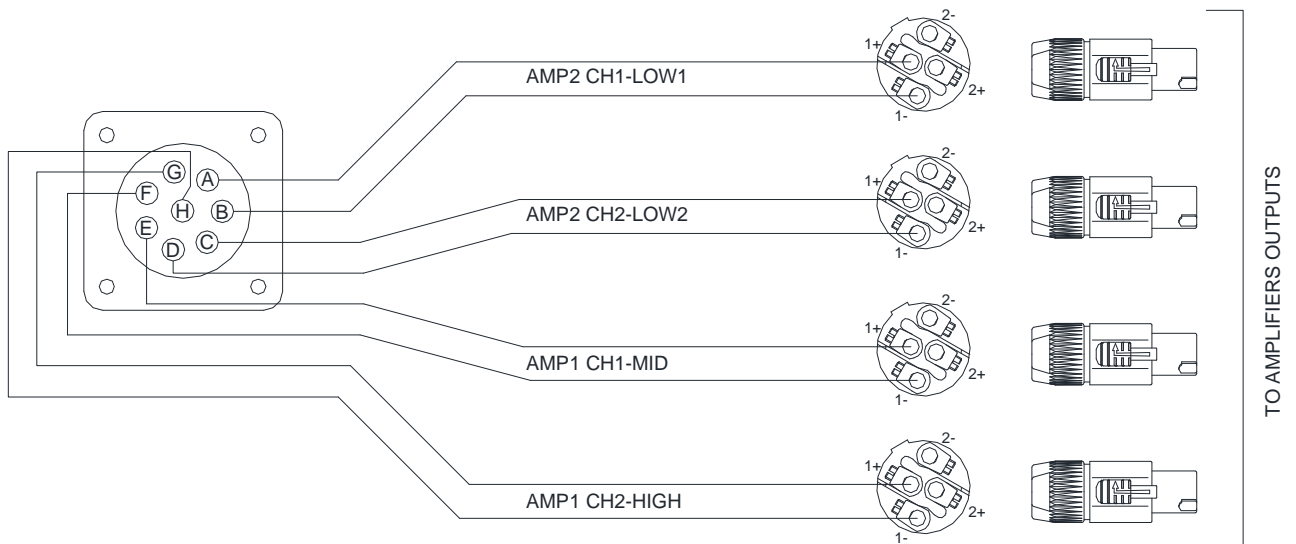 2-
1+
AMP2 CH1-LOW1
2+
1-
G
A
F
H
B
E
D
C
2-
1+
AMP2 CH2-LOW2
2+
1-
2-
1+
AMP1 CH1-MID
2+
1-
2-
1+
AMP1 CH2-HIGH
2+
1-
TO AMPLIFIERS OUTPUTS